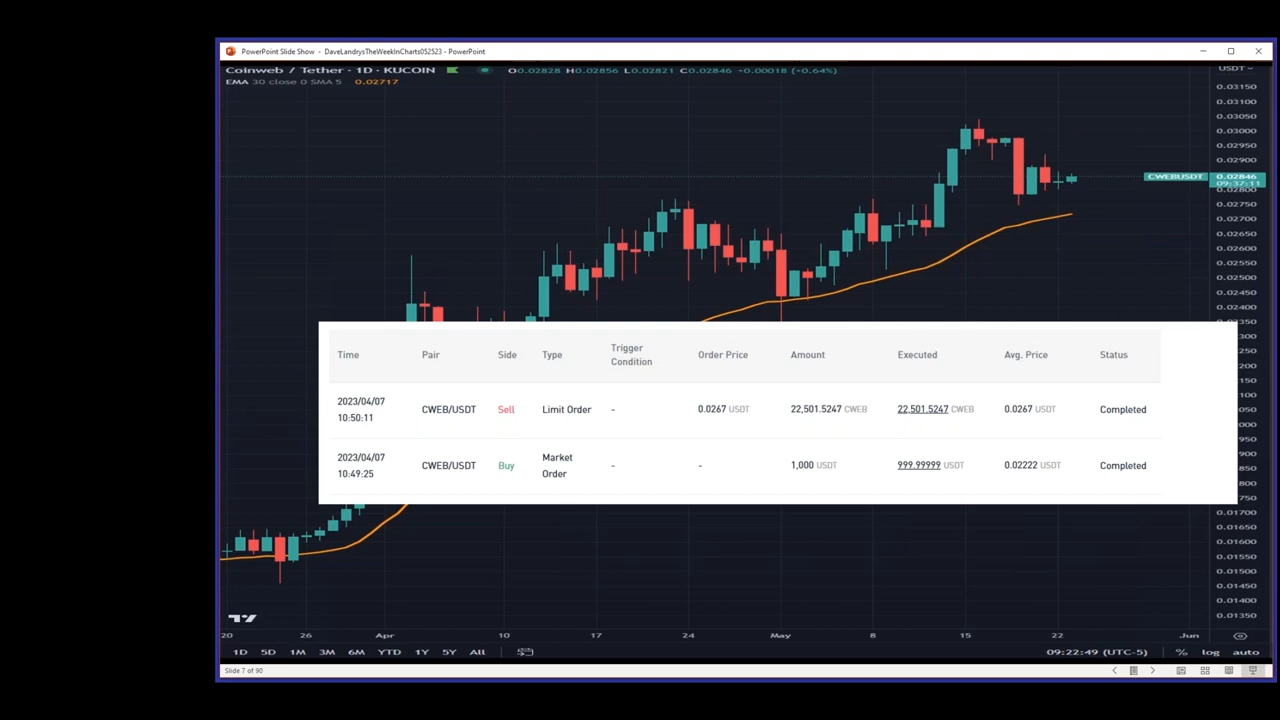 PowerPoint Slide Show - DaveLandrysTheWeekInCharts052523 - PowerPoint
Coinweb / Tether · 1D · KUCOIN O0.02828 H0.02856 L0.02821 C0.02846 +0.00018 (+0.64%)
EMA 30 close 0 SMA 5 0.02717
USDT
0.03150
0.03100
0.03050
0.03000
0.02950
0.02900
CWEBUSDT 0.02846
09:37:11
0.02800
0.02750
0.02700
0.02650
0.02600
0.02550
0.02500
0.02450
0.02400
Time Pair Side Type Trigger Condition Order Price Amount Executed Avg. Price Status
2023/04/07 10:50:11 CWEB/USDT Sell Limit Order - 0.0267 USDT 22,501.5247 CWEB 22,501.5247 CWEB 0.0267 USDT Completed
2023/04/07 10:49:25 CWEB/USDT Buy Market Order - - 1,000 USDT 999.99999 USDT 0.02222 USDT Completed
0.01700
0.01650
0.01600
0.01550
0.01500
0.01450
0.01400
0.01350
20 26 Apr 10 17 24 May 8 15 22 Jun
1D 5D 1M 3M 6M YTD 1Y 5Y All 09:22:49 (UTC-5) % log auto
Slide 7 of 90